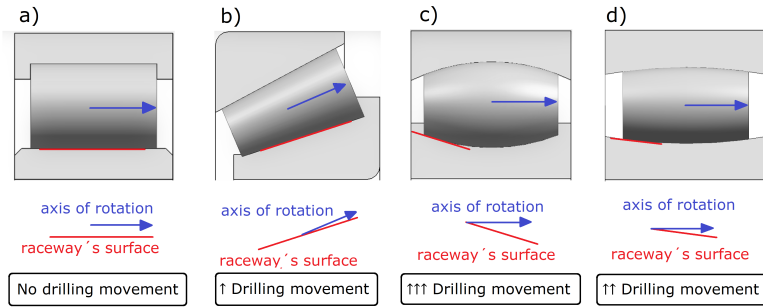 a)
b)
c)
d)
axis of rotation
raceway´s surface
No drilling movement
axis of rotation
raceway´s surface
↑ Drilling movement
axis of rotation
raceway´s surface
↑↑↑ Drilling movement
axis of rotation
raceway´s surface
↑↑ Drilling movement